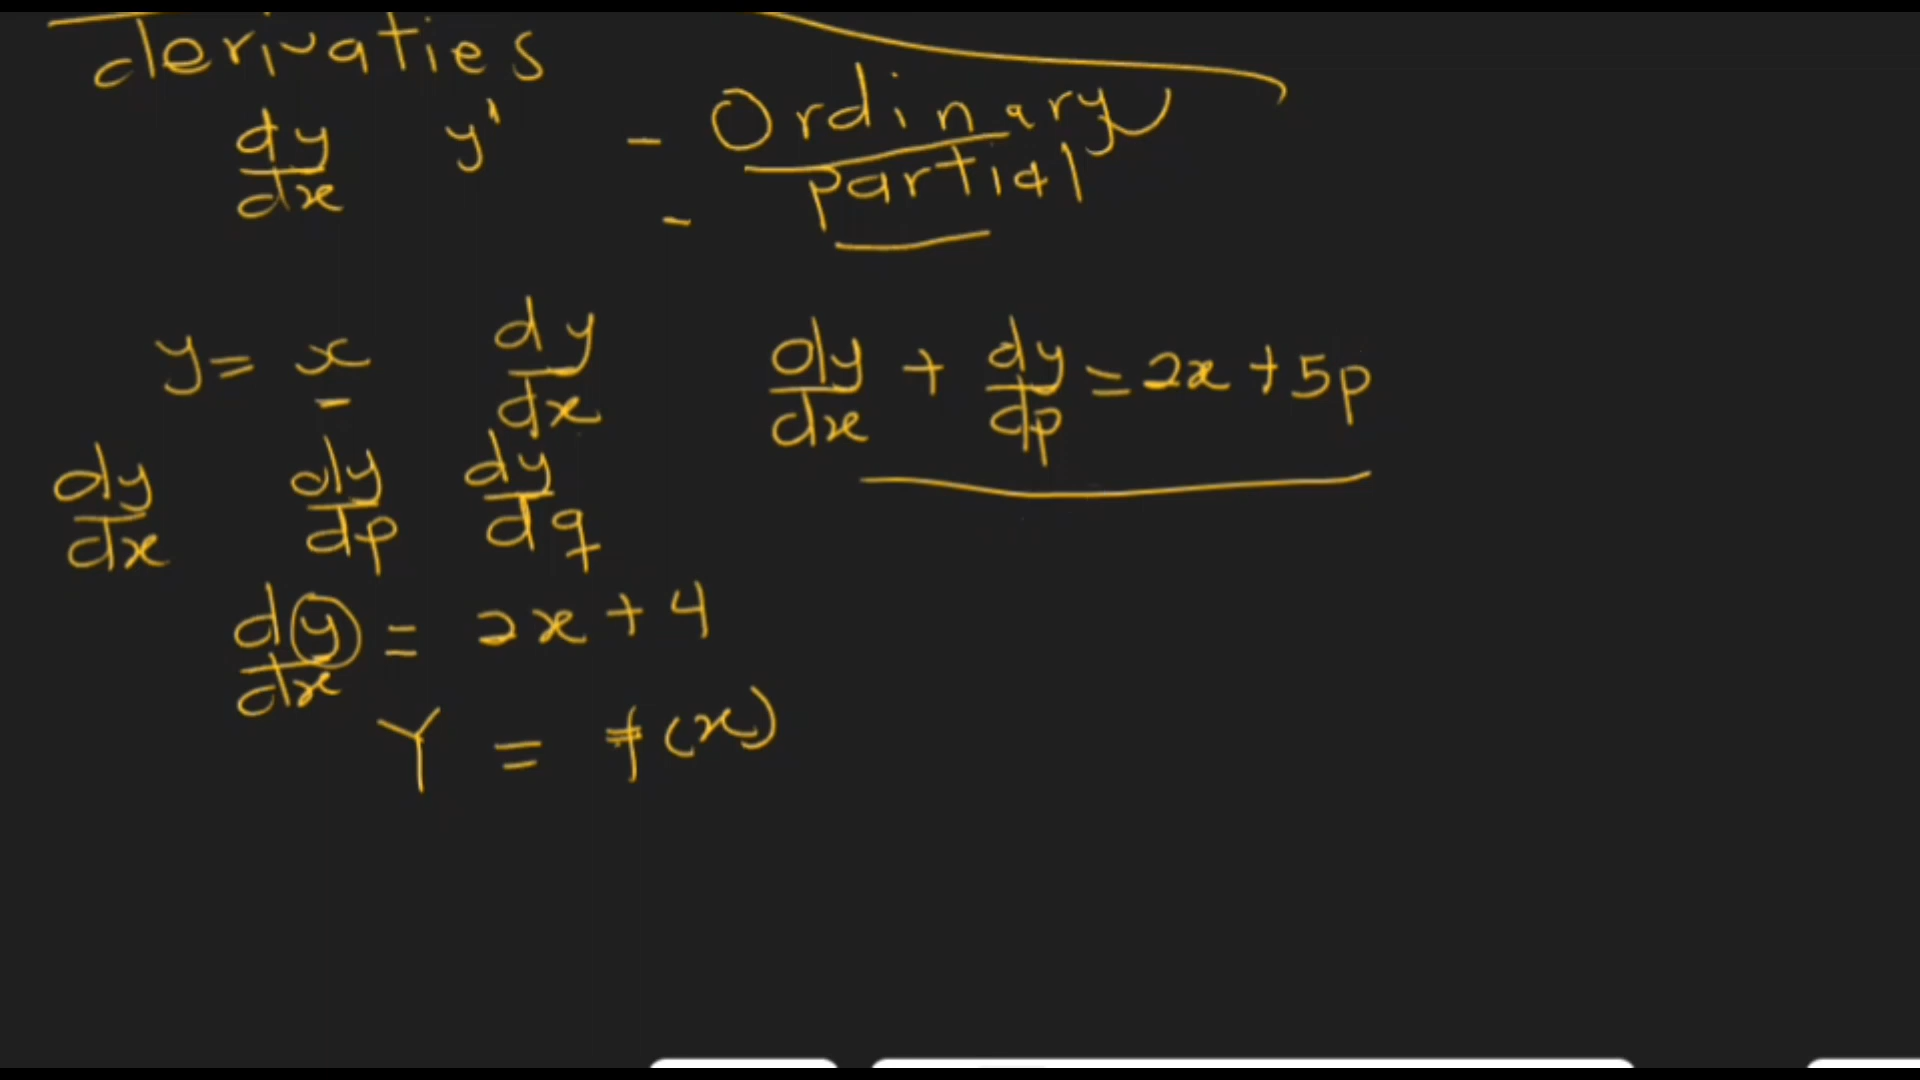 derivaties
dy/dx y' - Ordinary
- partial
y = x dy/dx
dy/dx + dy/dp = 2x + 5p
dy/dx dy/dp dy/dq
dy/dx = 2x + 4
Y = f(x)